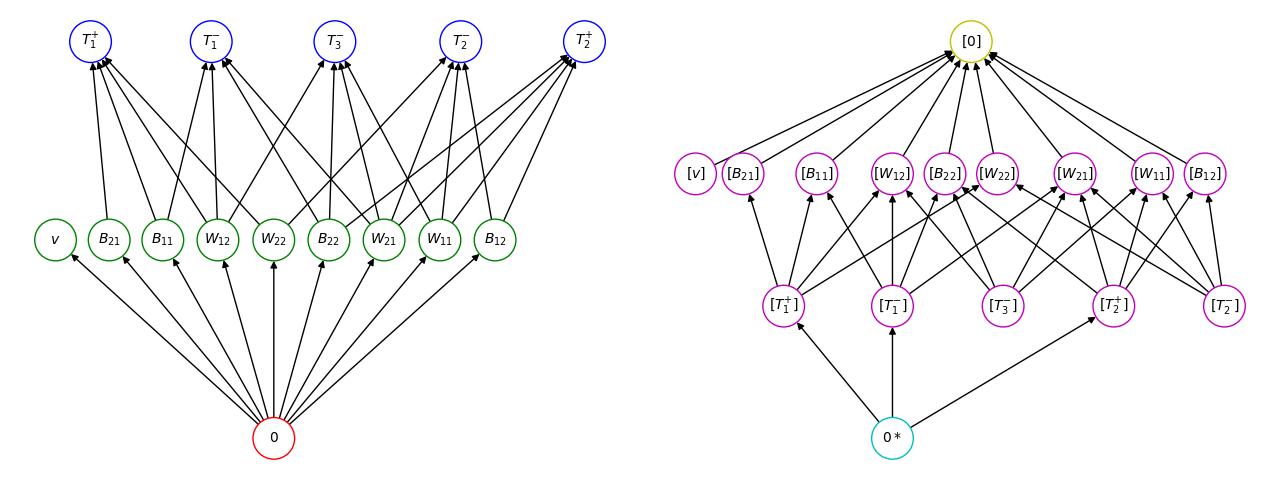 $T_1^+$ $T_1^-$ $T_3^-$ $T_2^-$ $T_2^+$ $[0]$
$[v]$ $[B_{21}]$ $[B_{11}]$ $[W_{12}]$ $[B_{22}]$ $[W_{22}]$ $[W_{21}]$ $[W_{11}]$ $[B_{12}]$
$v$ $B_{21}$ $B_{11}$ $W_{12}$ $W_{22}$ $B_{22}$ $W_{21}$ $W_{11}$ $B_{12}$
$[T_1^+]$ $[T_1^-]$ $[T_3^-]$ $[T_2^+]$ $[T_2^-]$
0 0*